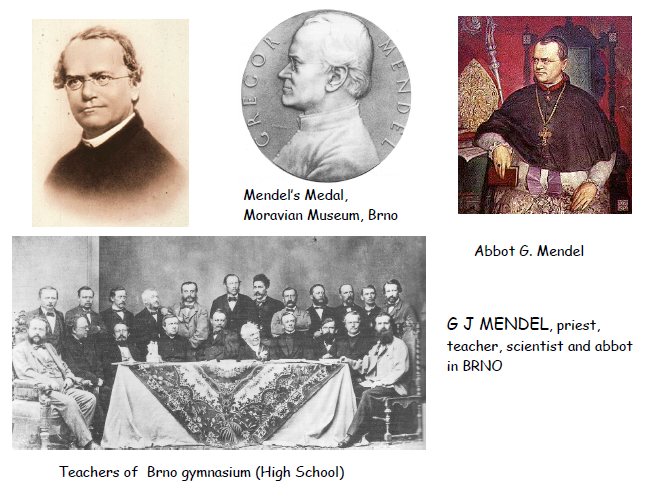 GREGOR MENDEL
Mendel's Medal,
Moravian Museum, Brno
Abbot G. Mendel
G J MENDEL, priest,
teacher, scientist and abbot
in BRNO
Teachers of Brno gymnasium (High School)